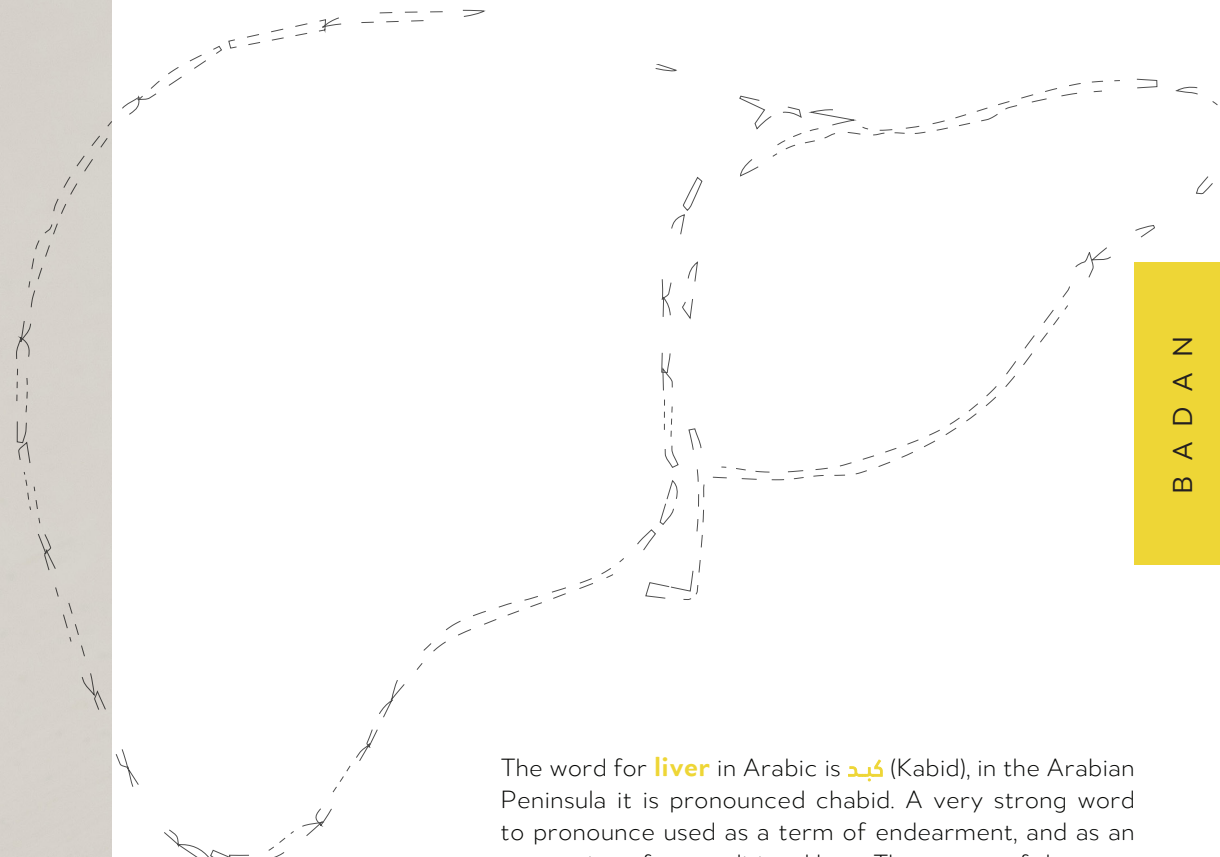 BADAN
The word for liver in Arabic is كبـد (Kabid), in the Arabian
Peninsula it is pronounced chabid. A very strong word
to pronounce used as a term of endearment, and as an